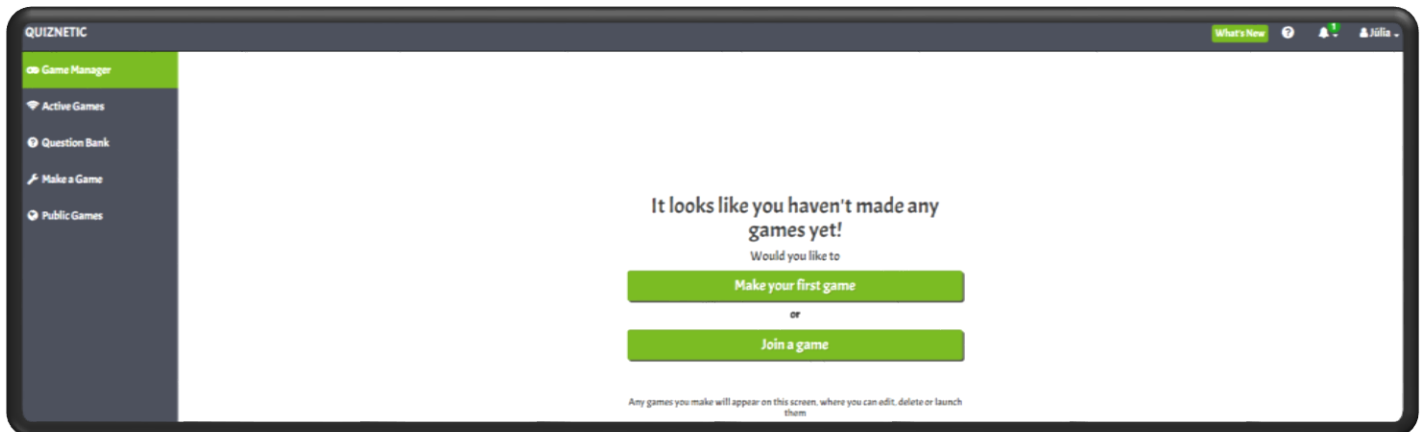 QUIZNETIC
What's New
1
Júlia
Game Manager
Active Games
Question Bank
Make a Game
Public Games
It looks like you haven't made any
games yet!
Would you like to
Make your first game
or
Join a game
Any games you make will appear on this screen, where you can edit, delete or launch
them